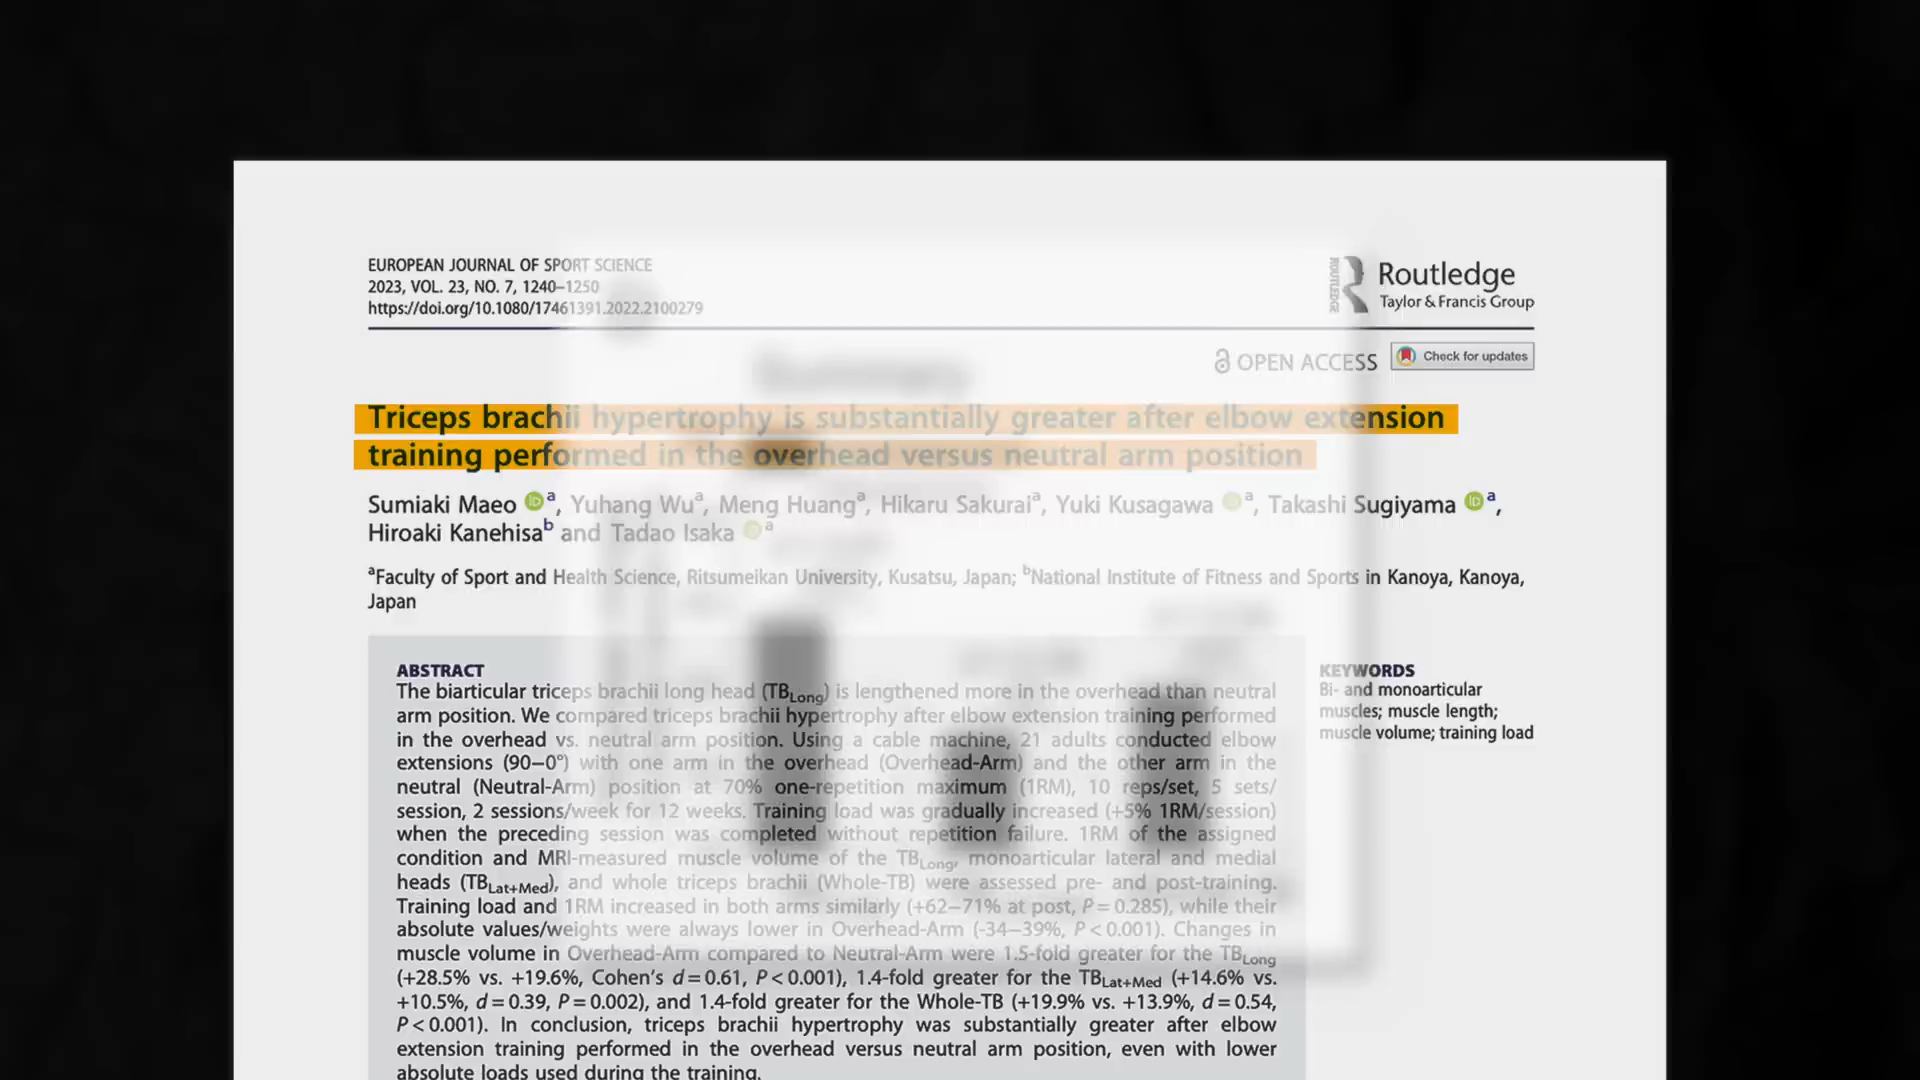 EUROPEAN JOURNAL OF SPORT SCIENCE
2023, VOL. 23, NO. 7, 1240–1250
https://doi.org/10.1080/17461391.2022.2100279
ROUTLEDGE
Routledge
Taylor & Francis Group
OPEN ACCESS
Check for updates
Summary
Triceps brachii hypertrophy is substantially greater after elbow extension
training performed in the overhead versus neutral arm position
Sumiaki Maeo iD a, Yuhang Wua, Meng Huanga, Hikaru Sakuraia, Yuki Kusagawa a, Takashi Sugiyama iD a,
Hiroaki Kanehisab and Tadao Isaka a
aFaculty of Sport and Health Science, Ritsumeikan University, Kusatsu, Japan; bNational Institute of Fitness and Sports in Kanoya, Kanoya,
Japan
ABSTRACT
The biarticular triceps brachii long head (TBLong) is lengthened more in the overhead than neutral
arm position. We compared triceps brachii hypertrophy after elbow extension training performed
in the overhead vs. neutral arm position. Using a cable machine, 21 adults conducted elbow
extensions (90–0°) with one arm in the overhead (Overhead-Arm) and the other arm in the
neutral (Neutral-Arm) position at 70% one-repetition maximum (1RM), 10 reps/set, 5 sets/
session, 2 sessions/week for 12 weeks. Training load was gradually increased (+5% 1RM/session)
when the preceding session was completed without repetition failure. 1RM of the assigned
condition and MRI-measured muscle volume of the TBLong, monoarticular lateral and medial
heads (TBLat+Med), and whole triceps brachii (Whole-TB) were assessed pre- and post-training.
Training load and 1RM increased in both arms similarly (+62–71% at post, P = 0.285), while their
absolute values/weights were always lower in Overhead-Arm (-34–39%, P < 0.001). Changes in
muscle volume in Overhead-Arm compared to Neutral-Arm were 1.5-fold greater for the TBLong
(+28.5% vs. +19.6%, Cohen's d = 0.61, P < 0.001), 1.4-fold greater for the TBLat+Med (+14.6% vs.
+10.5%, d = 0.39, P = 0.002), and 1.4-fold greater for the Whole-TB (+19.9% vs. +13.9%, d = 0.54,
P < 0.001). In conclusion, triceps brachii hypertrophy was substantially greater after elbow
extension training performed in the overhead versus neutral arm position, even with lower
absolute loads used during the training.
KEYWORDS
Bi- and monoarticular
muscles; muscle length;
muscle volume; training load